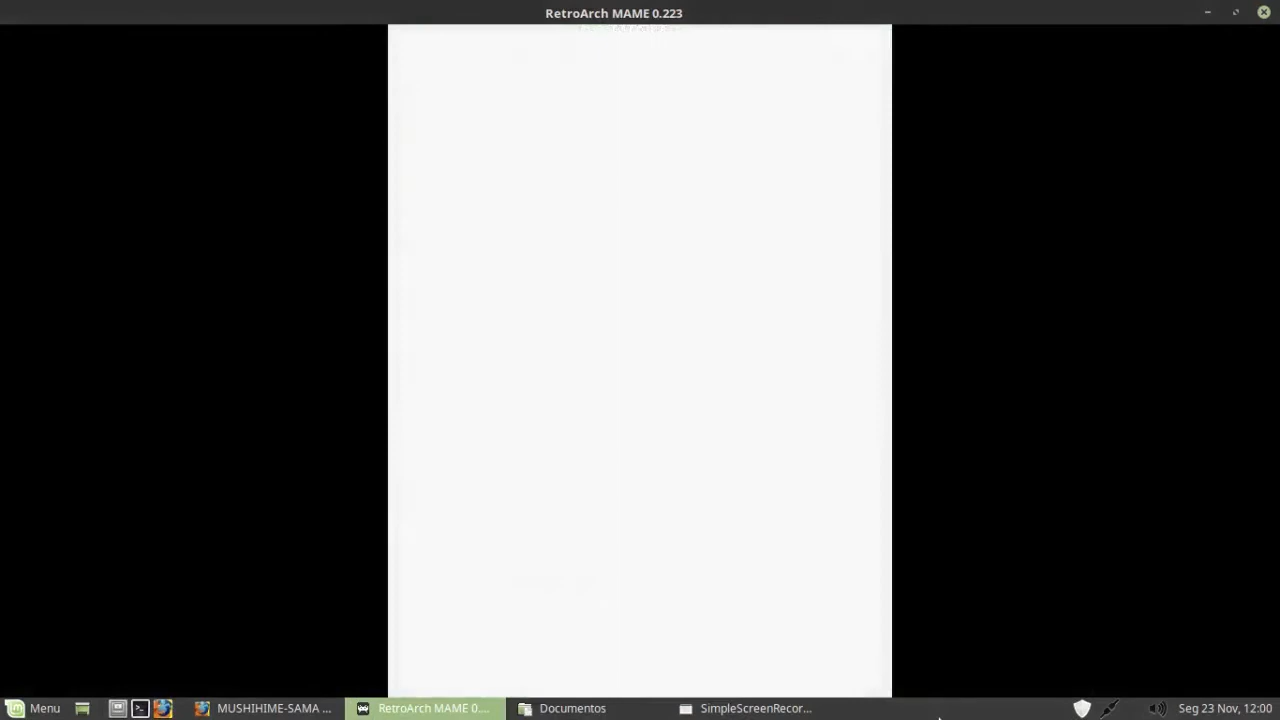 RetroArch MAME 0.223
Menu
MUSHIHIME-SAMA ...
RetroArch MAME 0....
Documentos
SimpleScreenRecor...
Seg 23 Nov, 12:00